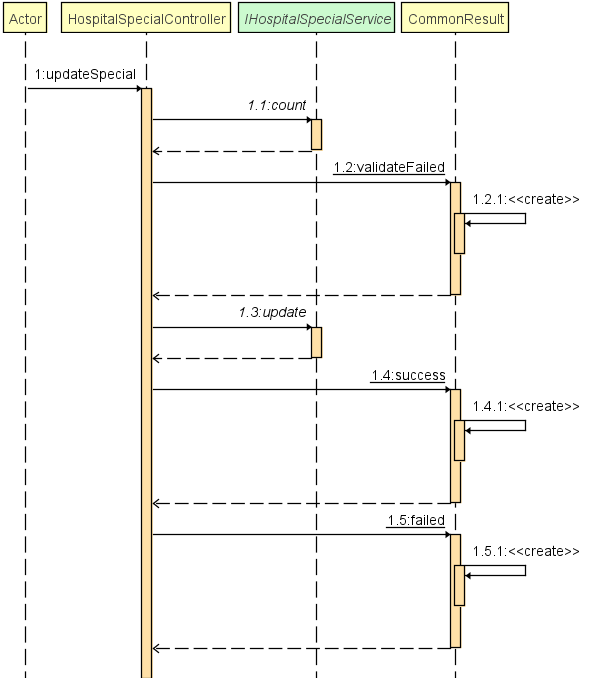 Actor
HospitalSpecialController
IHospitalSpecialService
CommonResult
1:updateSpecial
1.1:count
1.2:validateFailed
1.2.1:<<create>>
1.3:update
1.4:success
1.4.1:<<create>>
1.5:failed
1.5.1:<<create>>